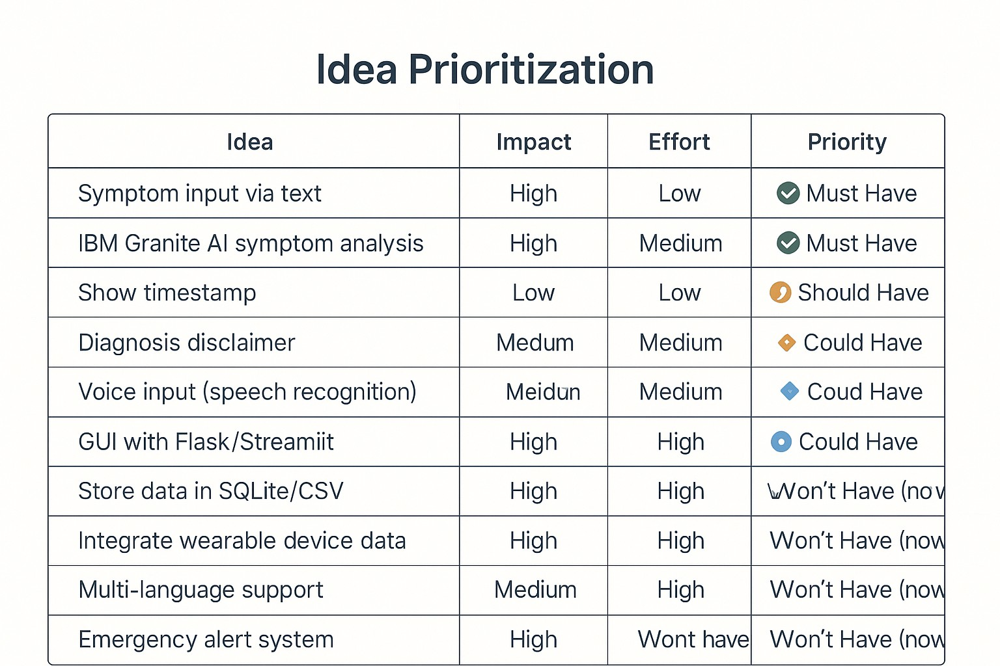 Idea Prioritization
Idea Impact Effort Priority
Symptom input via text High Low Must Have
IBM Granite AI symptom analysis High Medium Must Have
Show timestamp Low Low Should Have
Diagnosis disclaimer Medum Medium Could Have
Voice input (speech recognition) Meidun Medium Coud Have
GUI with Flask/Streamiit High High Could Have
Store data in SQLite/CSV High High Won't Have (now
Integrate wearable device data High High Won't Have (now
Multi-language support Medium High Won't Have (now
Emergency alert system High Wont have Won't Have (now